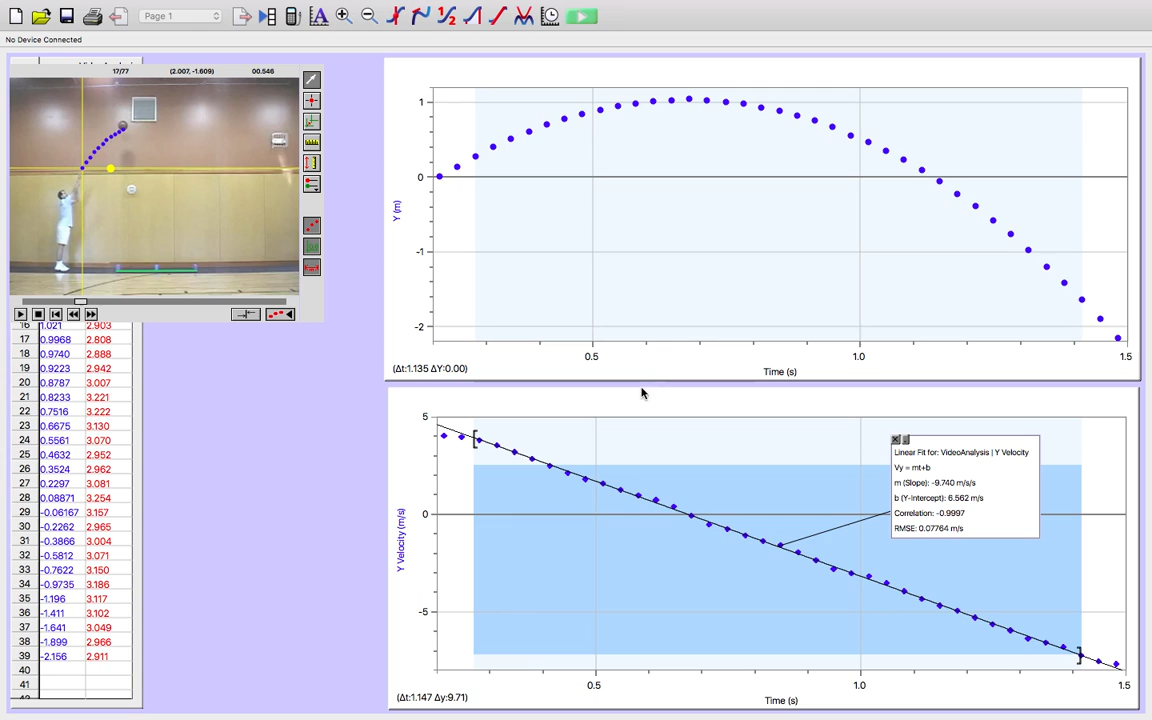 Page 1
1/2
No Device Connected
17/77 (2.007, -1.609) 00.546
16 1.021 2.903
17 0.9968 2.808
18 0.9740 2.888
19 0.9223 2.942
20 0.8787 3.007
21 0.8233 3.221
22 0.7516 3.222
23 0.6675 3.130
24 0.5561 3.070
25 0.4632 2.952
26 0.3524 2.962
27 0.2297 3.081
28 0.08871 3.254
29 -0.06167 3.157
30 -0.2262 2.965
31 -0.3866 3.004
32 -0.5812 3.071
33 -0.7622 3.150
34 -0.9735 3.186
35 -1.196 3.117
36 -1.411 3.102
37 -1.641 3.049
38 -1.899 2.966
39 -2.156 2.911
40
41
Y (m)
1
0
-1
-2
0.5 1.0 1.5
(Δt:1.135 ΔY:0.00)
Time (s)
Y Velocity (m/s)
5
0
-5
Linear Fit for: VideoAnalysis | Y Velocity
Vy = mt+b
m (Slope): -9.740 m/s/s
b (Y-Intercept): 6.562 m/s
Correlation: -0.9997
RMSE: 0.07764 m/s
0.5 1.0 1.5
(Δt:1.147 Δy:9.71)
Time (s)